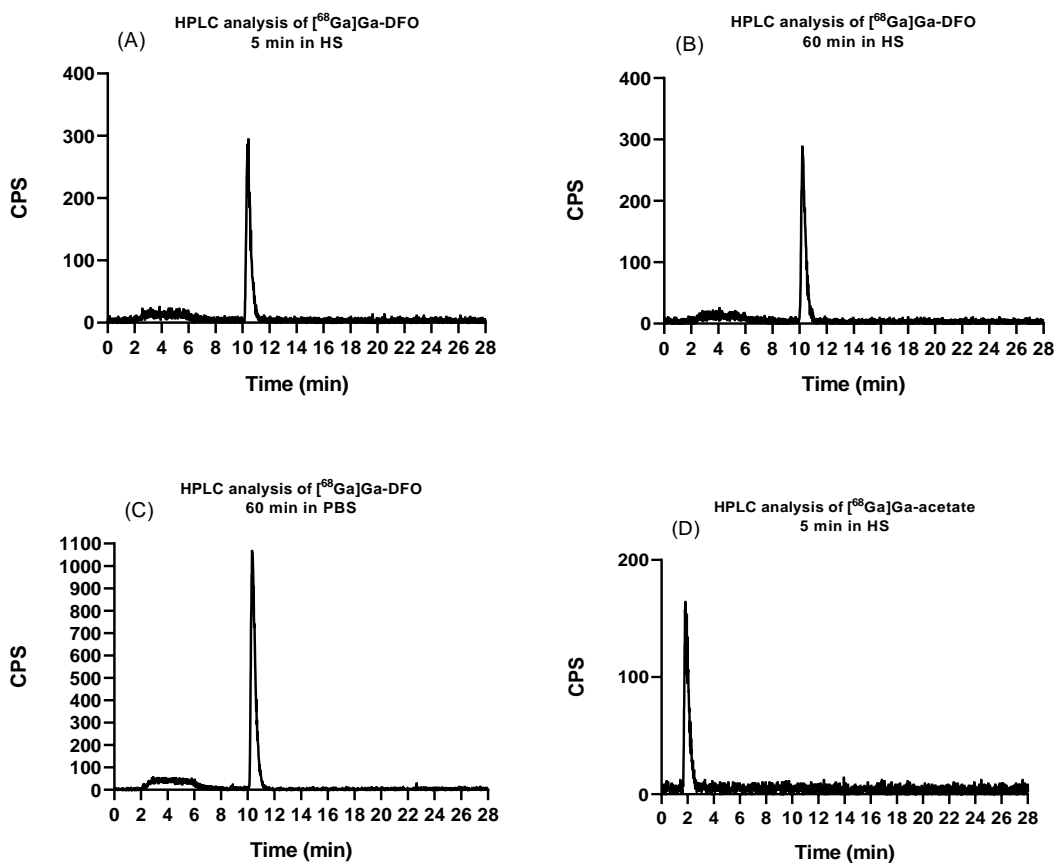 (A)
HPLC analysis of [⁶⁸Ga]Ga-DFO
5 min in HS
400
300
200
100
0
CPS
0 2 4 6 8 10 12 14 16 18 20 22 24 26 28
Time (min)
(B)
HPLC analysis of [⁶⁸Ga]Ga-DFO
60 min in HS
400
300
200
100
0
CPS
0 2 4 6 8 10 12 14 16 18 20 22 24 26 28
Time (min)
(C)
HPLC analysis of [⁶⁸Ga]Ga-DFO
60 min in PBS
1100
1000
900
800
700
600
500
400
300
200
100
0
CPS
0 2 4 6 8 10 12 14 16 18 20 22 24 26 28
Time (min)
(D)
HPLC analysis of [⁶⁸Ga]Ga-acetate
5 min in HS
200
100
0
CPS
0 2 4 6 8 10 12 14 16 18 20 22 24 26 28
Time (min)